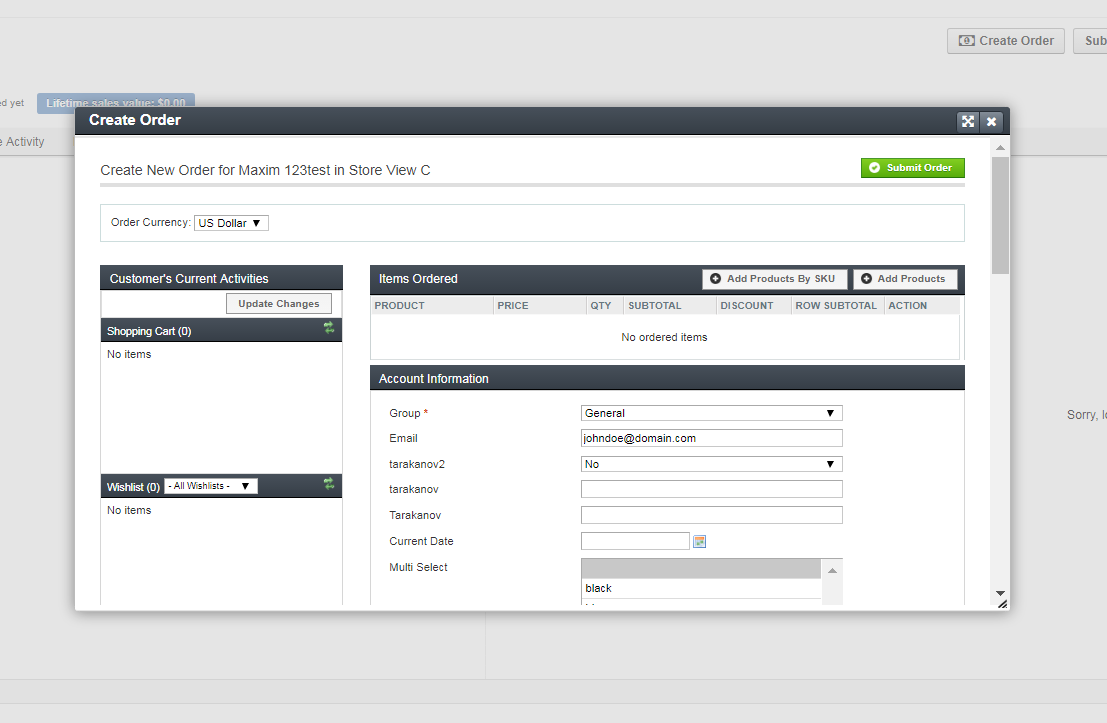 Create Order
Sub
ed yet
Lifetime sales value: $0.00
e Activity
Create Order
Create New Order for Maxim 123test in Store View C
Submit Order
Order Currency: US Dollar
Customer's Current Activities
Update Changes
Shopping Cart (0)
No items
Wishlist (0) - All Wishlists -
No items
Items Ordered
Add Products By SKU
Add Products
PRODUCT PRICE QTY SUBTOTAL DISCOUNT ROW SUBTOTAL ACTION
No ordered items
Account Information
Group * General
Email johndoe@domain.com
tarakanov2 No
tarakanov
Tarakanov
Current Date
Multi Select
black
Sorry, l